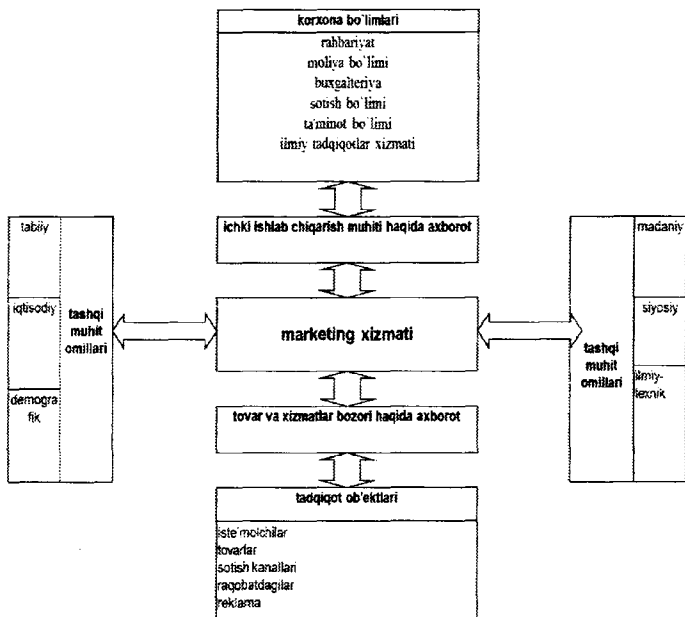 korxona bo`limlari
rahbariyat
moliya bo`limi
buxgalteriya
sotish bo`limi
ta'minot bo`limi
ilmiy tadqiqotlar xizmati
ichki ishlab chiqarish muhiti haqida axborot
tabiiy
iqtisodiy
demogra
fik
tashqi
muhit
omillari
marketing xizmati
tashqi
muhit
omillari
madaniy
siyosiy
ilmiy-
texnik
tovar va xizmatlar bozori haqida axborot
tadqiqot ob'ektlari
iste`molchilar
tovarlar
sotish kanallari
raqobatdagilar
reklama